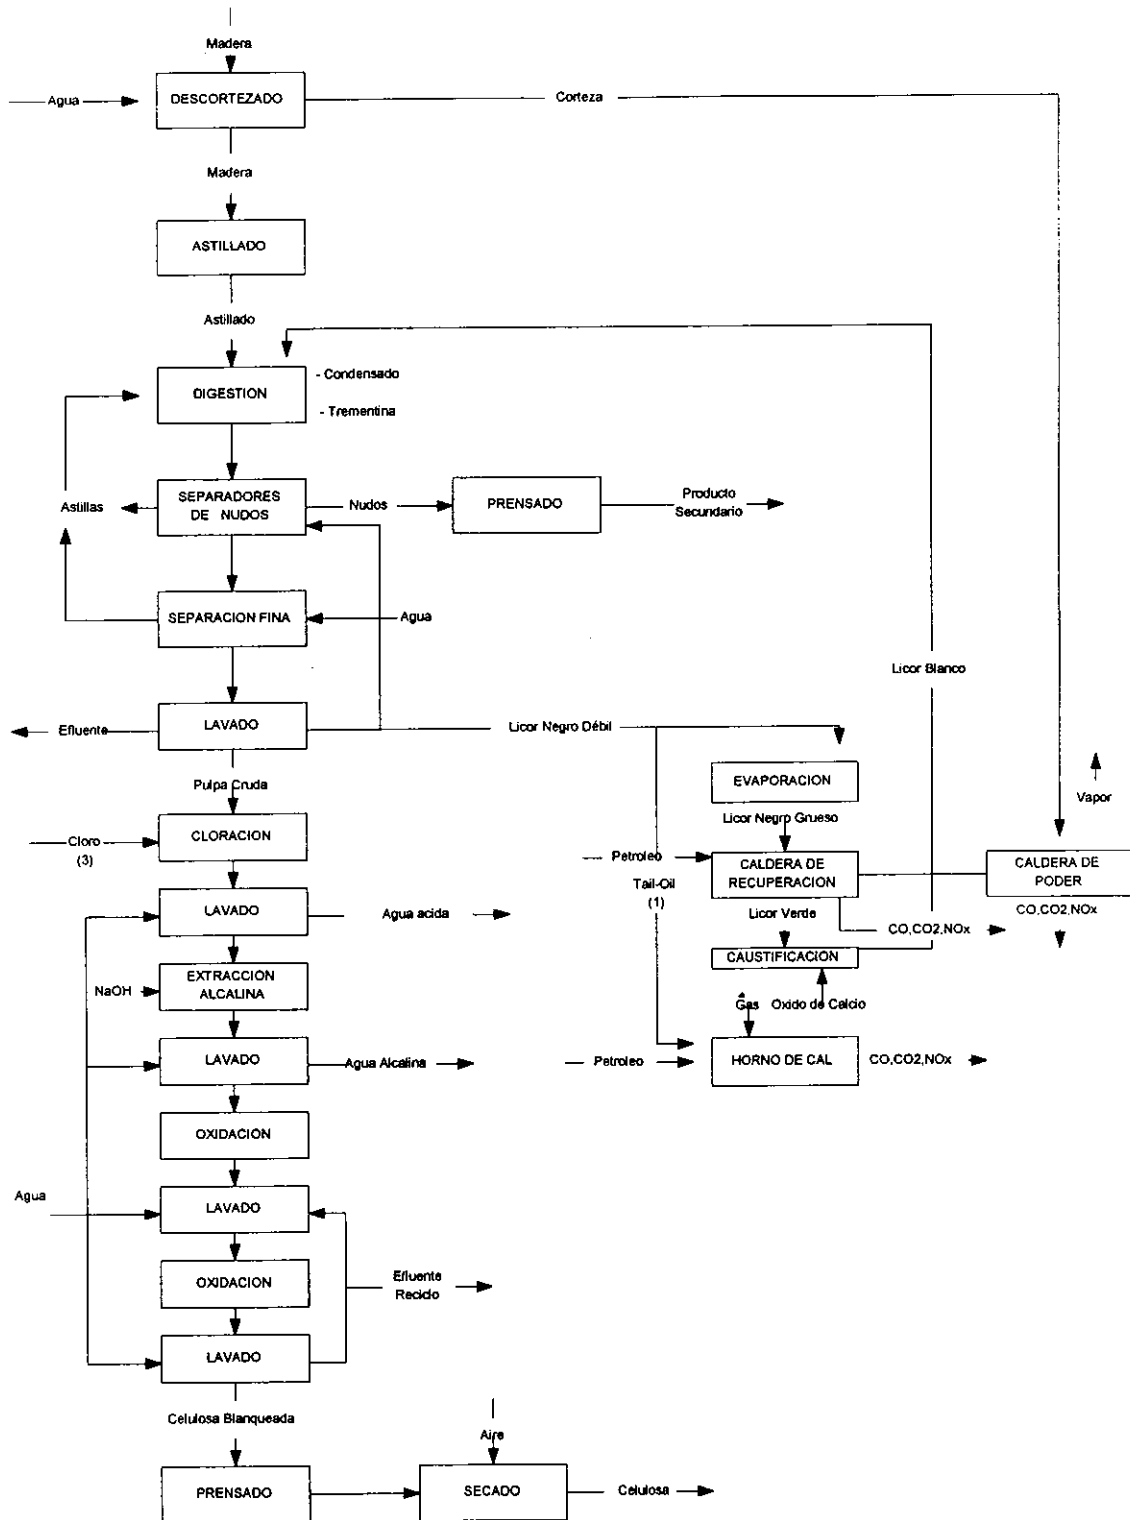 Madera
Agua
DESCORTEZADO
Corteza
Madera
ASTILLADO
Astillado
DIGESTION
- Condensado
- Trementina
Astillas
SEPARADORES
DE NUDOS
Nudos
PRENSADO
Producto
Secundario
SEPARACION FINA
Agua
Licor Blanco
Efluente
LAVADO
Licor Negro Débil
Pulpa Cruda
EVAPORACION
Vapor
Licor Negro Grueso
Cloro
(3)
CLORACION
Petroleo
CALDERA DE
RECUPERACION
CALDERA DE
PODER
Tail-Oil
(1)
LAVADO
Agua acida
Licor Verde
CO,CO2,NOx
CO,CO2,NOx
CAUSTIFICACION
NaOH
EXTRACCION
ALCALINA
Gas
Oxido de Calcio
LAVADO
Agua Alcalina
Petroleo
HORNO DE CAL
CO,CO2,NOx
OXIDACION
Agua
LAVADO
OXIDACION
Efluente
Reciclo
LAVADO
Celulosa Blanqueada
Aire
PRENSADO
SECADO
Celulosa